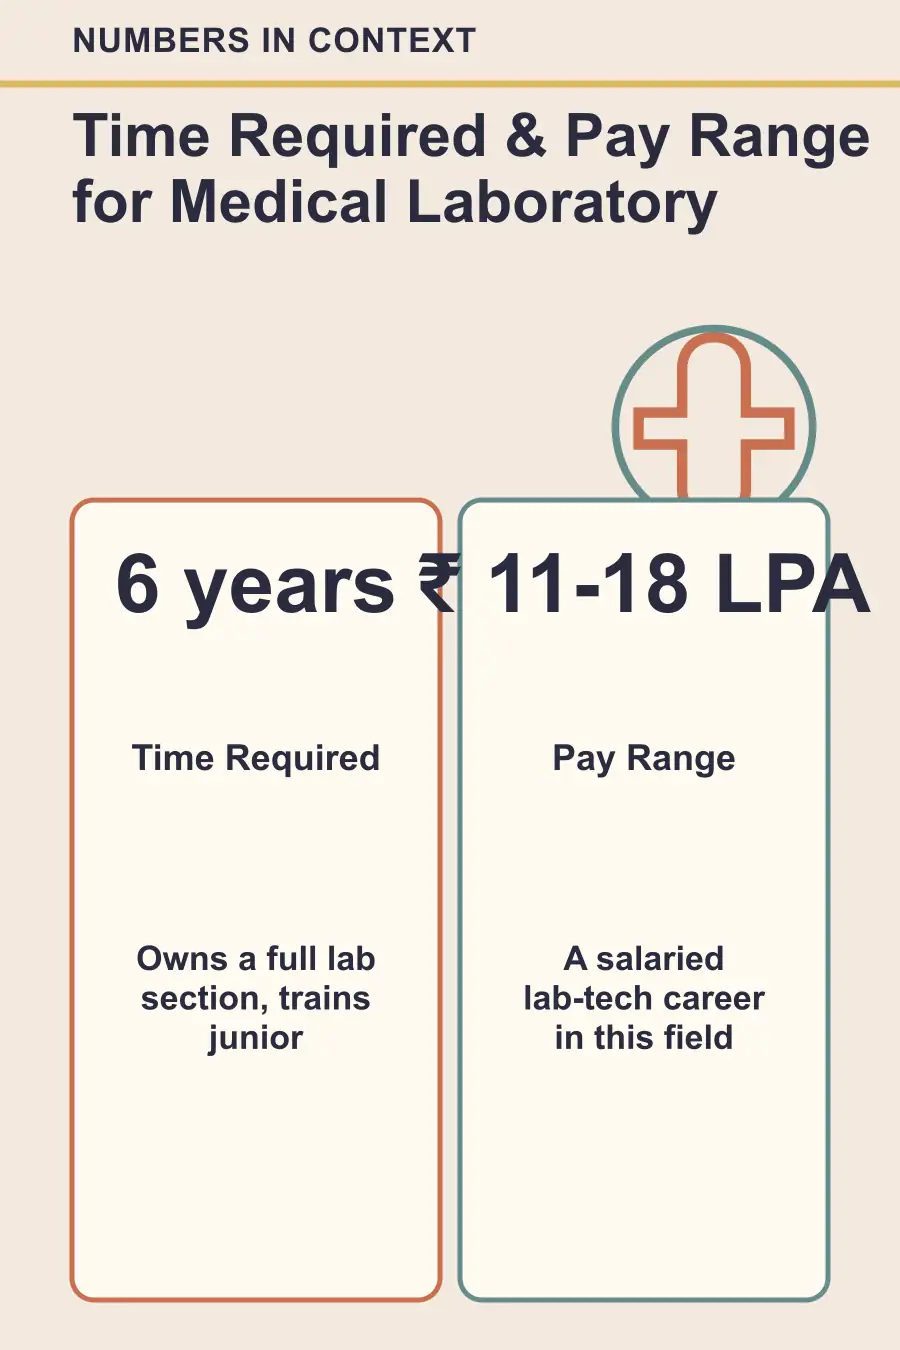 NUMBERS IN CONTEXT
Time Required & Pay Range
for Medical Laboratory
6 years
₹ 11-18 LPA
Time Required
Pay Range
Owns a full lab
section, trains
junior
A salaried
lab-tech career
in this field